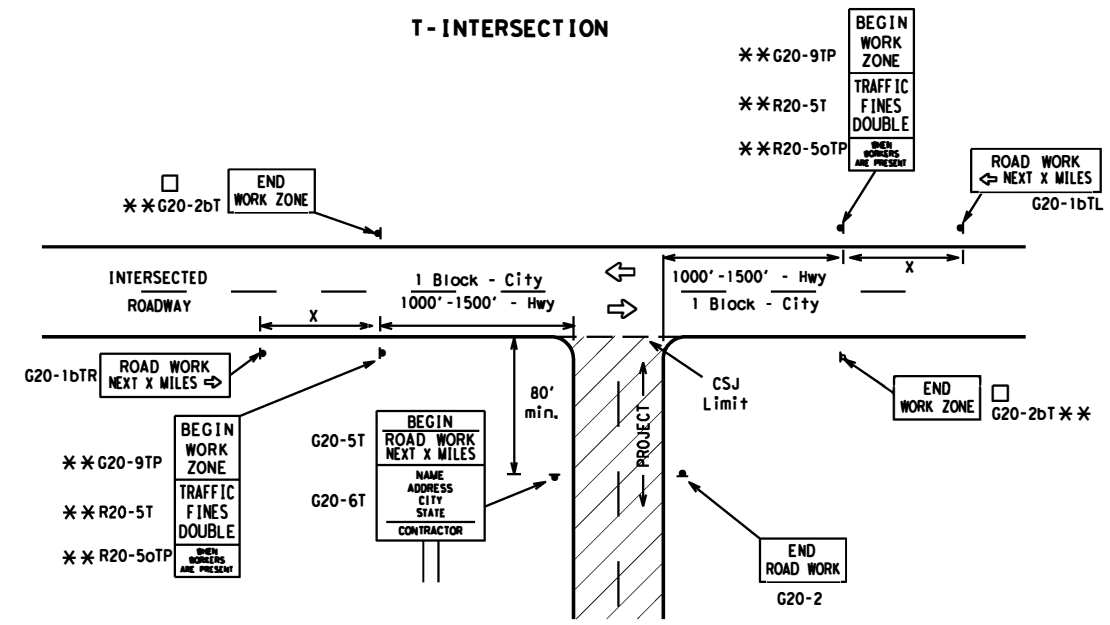 T-INTERSECTION
**G20-9TP
BEGIN
WORK
ZONE
**R20-5T
TRAFFIC
FINES
DOUBLE
**R20-5aTP
WHEN
WORKERS
ARE PRESENT
ROAD WORK
⇦ NEXT X MILES
G20-1bTL
□
**G20-2bT
END
WORK ZONE
INTERSECTED
ROADWAY
1 Block - City
1000'-1500' - Hwy
1000'-1500' - Hwy
1 Block - City
X
X
G20-1bTR
ROAD WORK
NEXT X MILES ⇨
80'
min.
PROJECT
CSJ
Limit
END
WORK ZONE
□
G20-2bT**
**G20-9TP
BEGIN
WORK
ZONE
**R20-5T
TRAFFIC
FINES
DOUBLE
**R20-5aTP
WHEN
WORKERS
ARE PRESENT
G20-5T
BEGIN
ROAD WORK
NEXT X MILES
G20-6T
NAME
ADDRESS
CITY
STATE
CONTRACTOR
END
ROAD WORK
G20-2